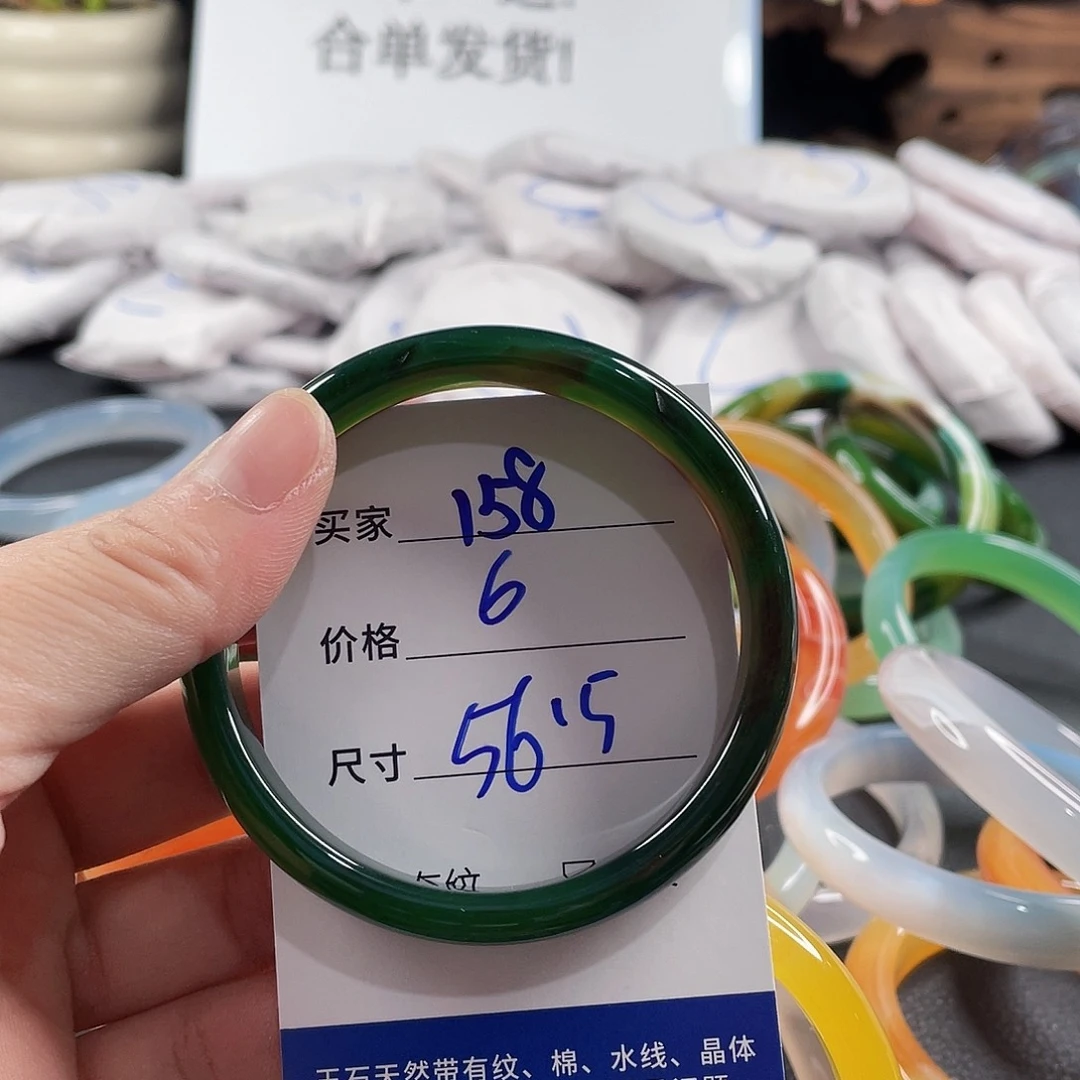 合单发货!
买家 158
价格 6
尺寸 56.5
纹
玉石天然带有纹、棉、水线、晶体